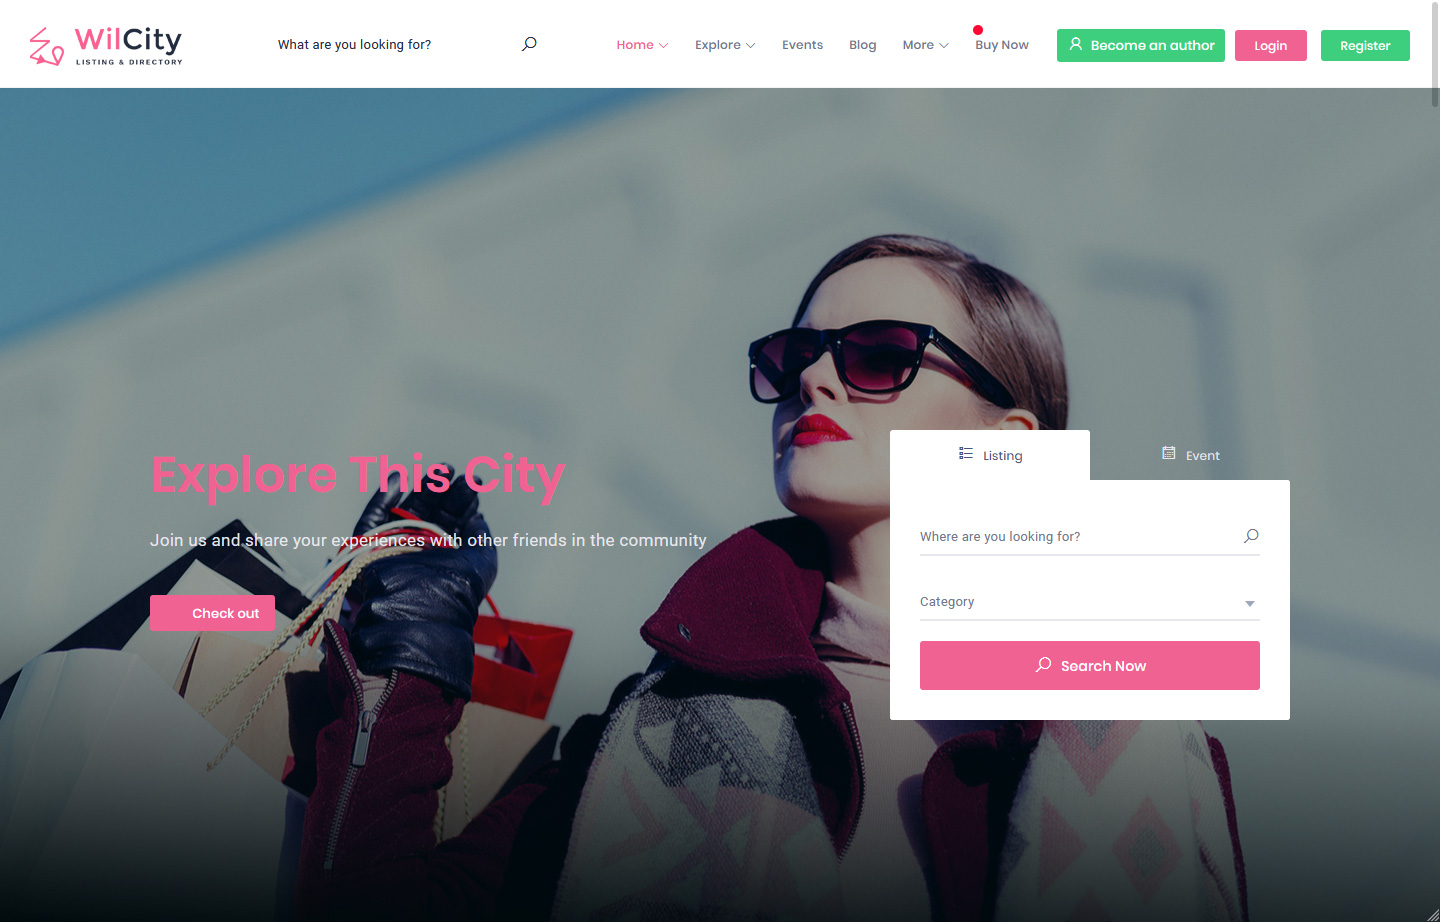 WilCity
LISTING & DIRECTORY
What are you looking for?
Home
Explore
Events
Blog
More
Buy Now
Become an author
Login
Register
Explore This City
Join us and share your experiences with other friends in the community
Check out
Listing
Event
Where are you looking for?
Category
Search Now